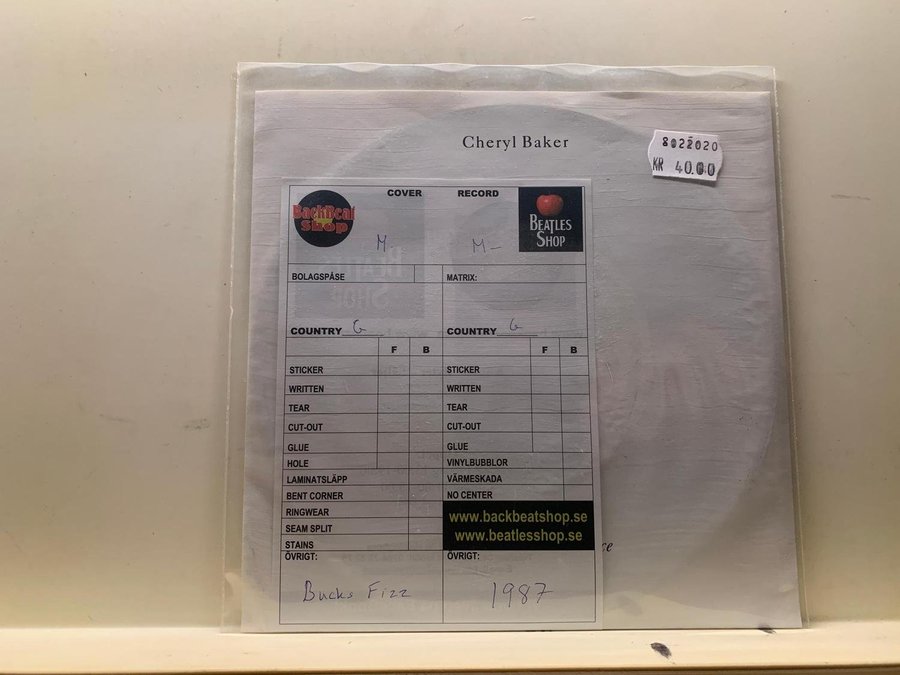 Cheryl Baker
8022020
KR 40.00
COVER RECORD
BackBeat
Shop
BEATLES
SHOP
M M-
BOLAGSPÅSE MATRIX:
COUNTRY G COUNTRY G
F B F B
STICKER STICKER
WRITTEN WRITTEN
TEAR TEAR
CUT-OUT CUT-OUT
GLUE GLUE
HOLE VINYLBUBBLOR
LAMINATSLÄPP VÄRMESKADA
BENT CORNER NO CENTER
RINGWEAR
SEAM SPLIT
STAINS
www.backbeatshop.se
www.beatlesshop.se
ÖVRIGT: ÖVRIGT:
Bucks Fizz 1987